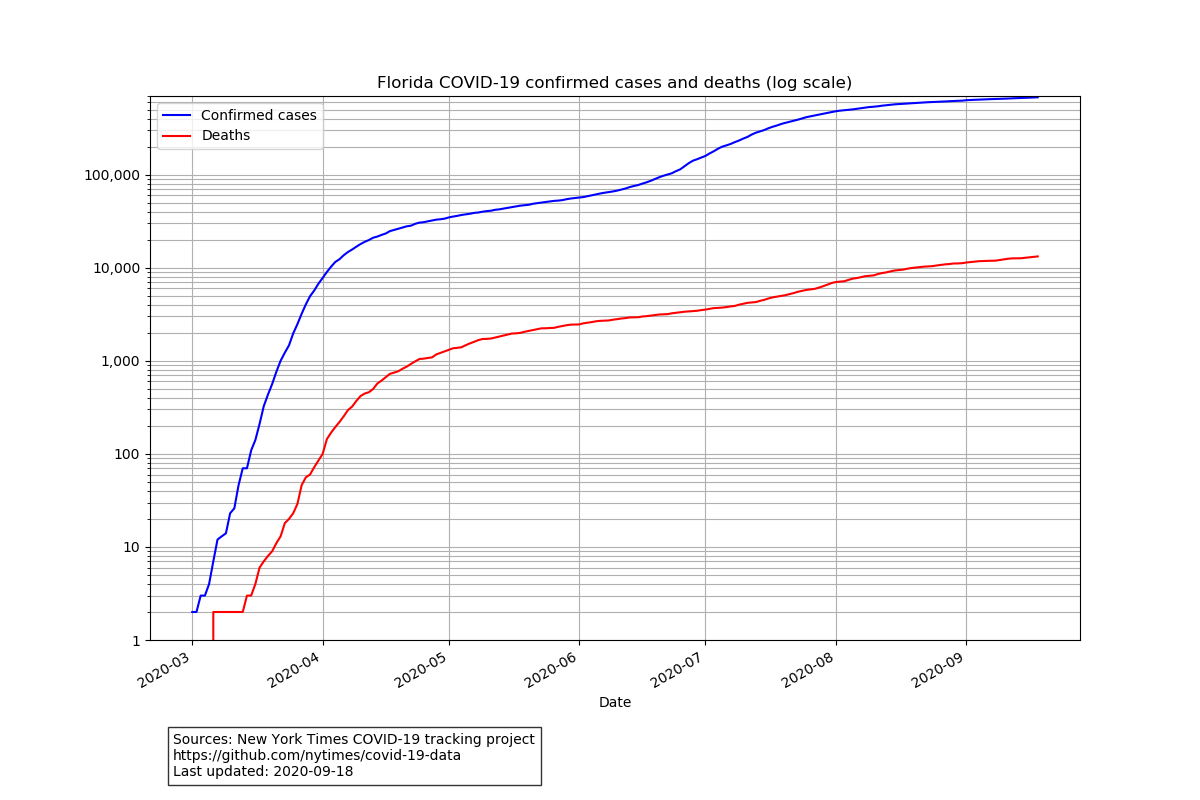 Florida COVID-19 confirmed cases and deaths (log scale)
Confirmed cases
Deaths
100,000
10,000
1,000
100
10
1
2020-03
2020-04
2020-05
2020-06
2020-07
2020-08
2020-09
Date
Sources: New York Times COVID-19 tracking project
https://github.com/nytimes/covid-19-data
Last updated: 2020-09-18